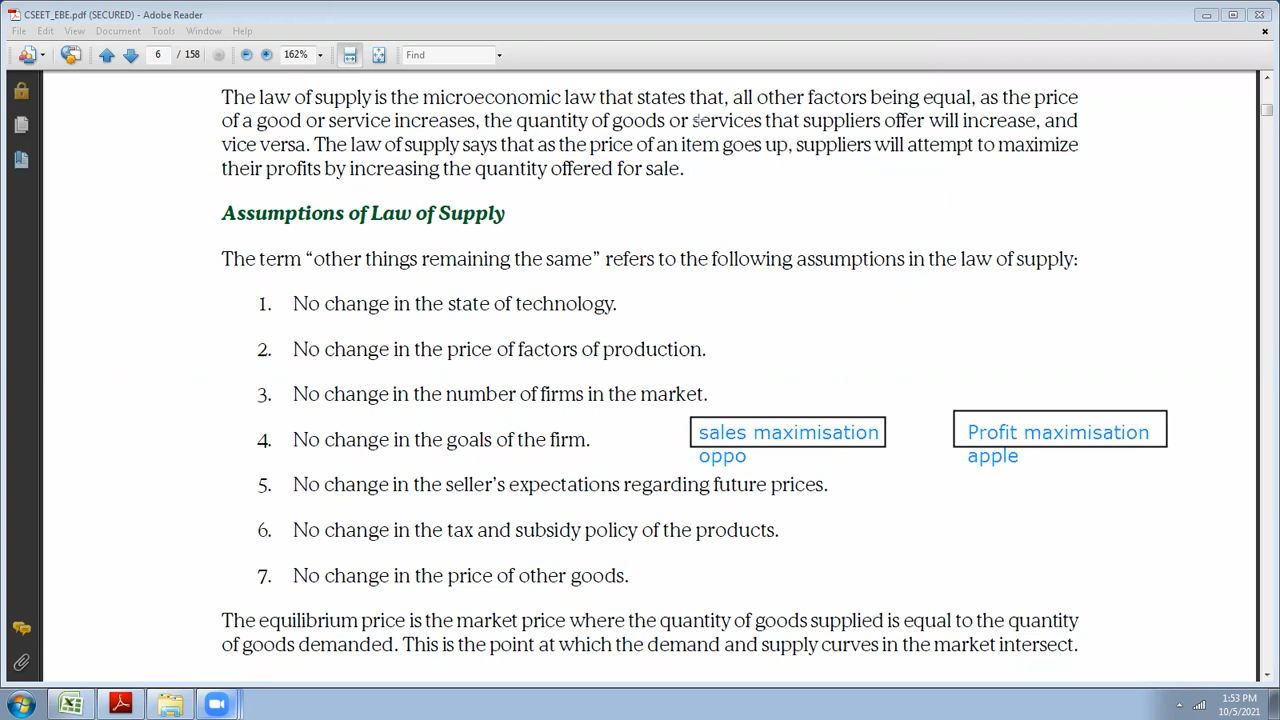 CSEET_EBE.pdf (SECURED) - Adobe Reader
File Edit View Document Tools Window Help
6 / 158 162% Find
The law of supply is the microeconomic law that states that, all other factors being equal, as the price
of a good or service increases, the quantity of goods or services that suppliers offer will increase, and
vice versa. The law of supply says that as the price of an item goes up, suppliers will attempt to maximize
their profits by increasing the quantity offered for sale.
Assumptions of Law of Supply
The term “other things remaining the same” refers to the following assumptions in the law of supply:
1. No change in the state of technology.
2. No change in the price of factors of production.
3. No change in the number of firms in the market.
4. No change in the goals of the firm.
sales maximisation
oppo
Profit maximisation
apple
5. No change in the seller’s expectations regarding future prices.
6. No change in the tax and subsidy policy of the products.
7. No change in the price of other goods.
The equilibrium price is the market price where the quantity of goods supplied is equal to the quantity
of goods demanded. This is the point at which the demand and supply curves in the market intersect.
1:53 PM
10/5/2021